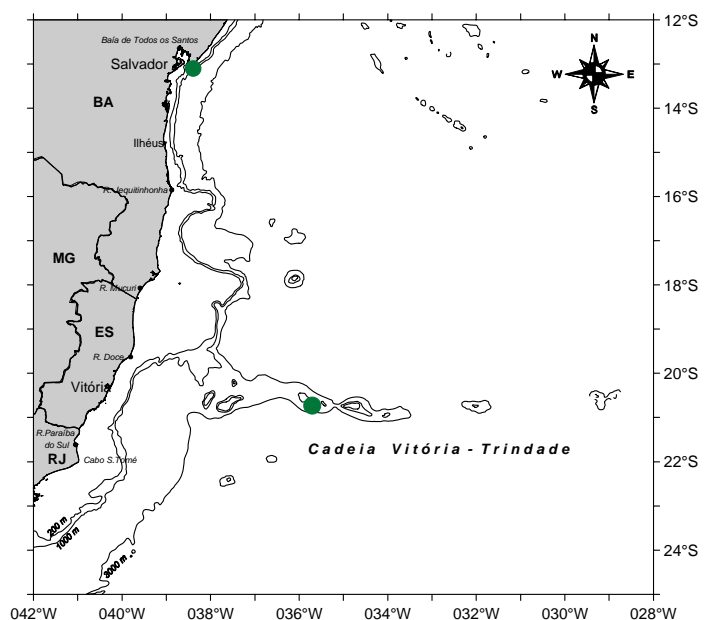 12°S
Baía de Todos os Santos
N
Salvador
W
E
BA
S
14°S
Ilhéus
R. Jequitinhonha
16°S
MG
R. Mucuri
18°S
ES
R. Doce
20°S
Vitória
R.Paraíba
do Sul
Cadeia Vitória - Trindade
RJ
Cabo S.Tomé
22°S
200 m
1000 m
3000 m
24°S
042°W
040°W
038°W
036°W
034°W
032°W
030°W
28°W